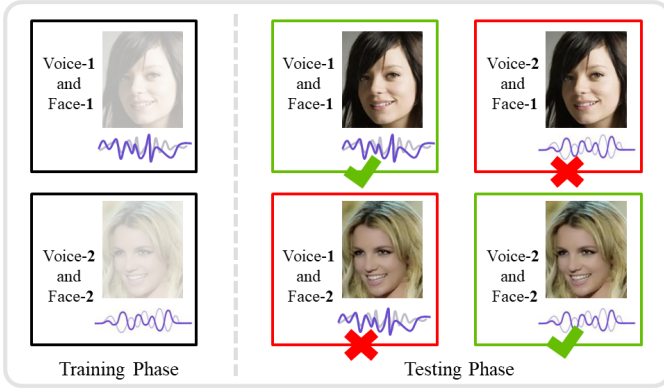 Voice-1
and
Face-1
Voice-2
and
Face-2
Training Phase
Voice-1
and
Face-1
Voice-2
and
Face-1
Voice-1
and
Face-2
Voice-2
and
Face-2
Testing Phase